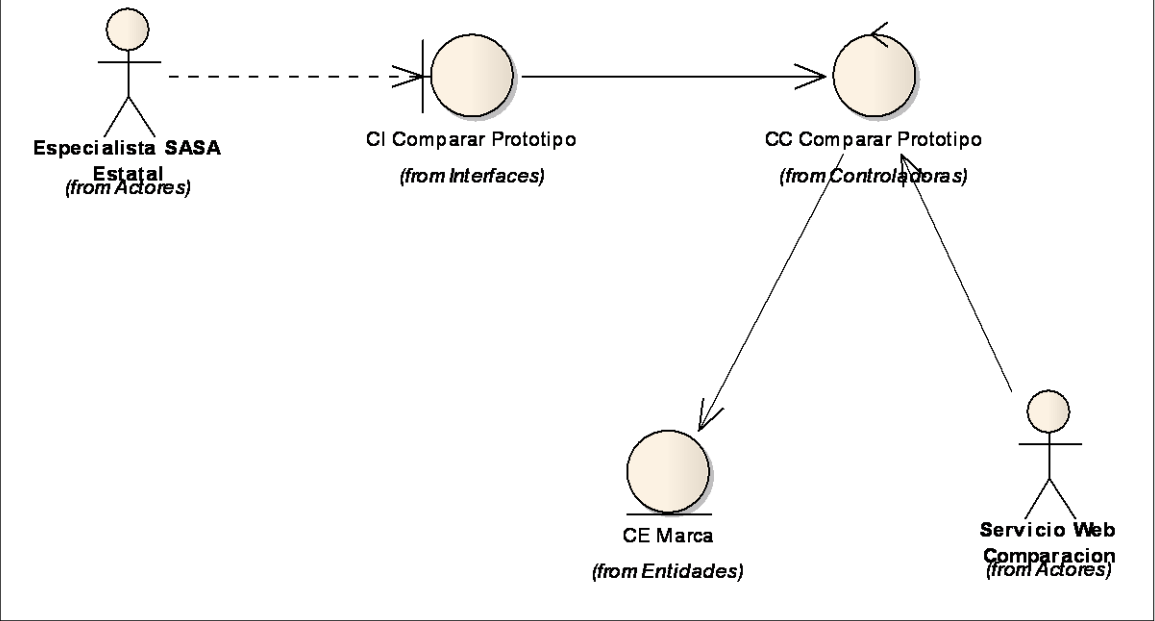 Especialista SASA
Estatal
(from Actores)
CI Comparar Prototipo
(from Interfaces)
CC Comparar Prototipo
(from Controladoras)
CE Marca
(from Entidades)
Servicio Web
Comparacion
(from Actores)